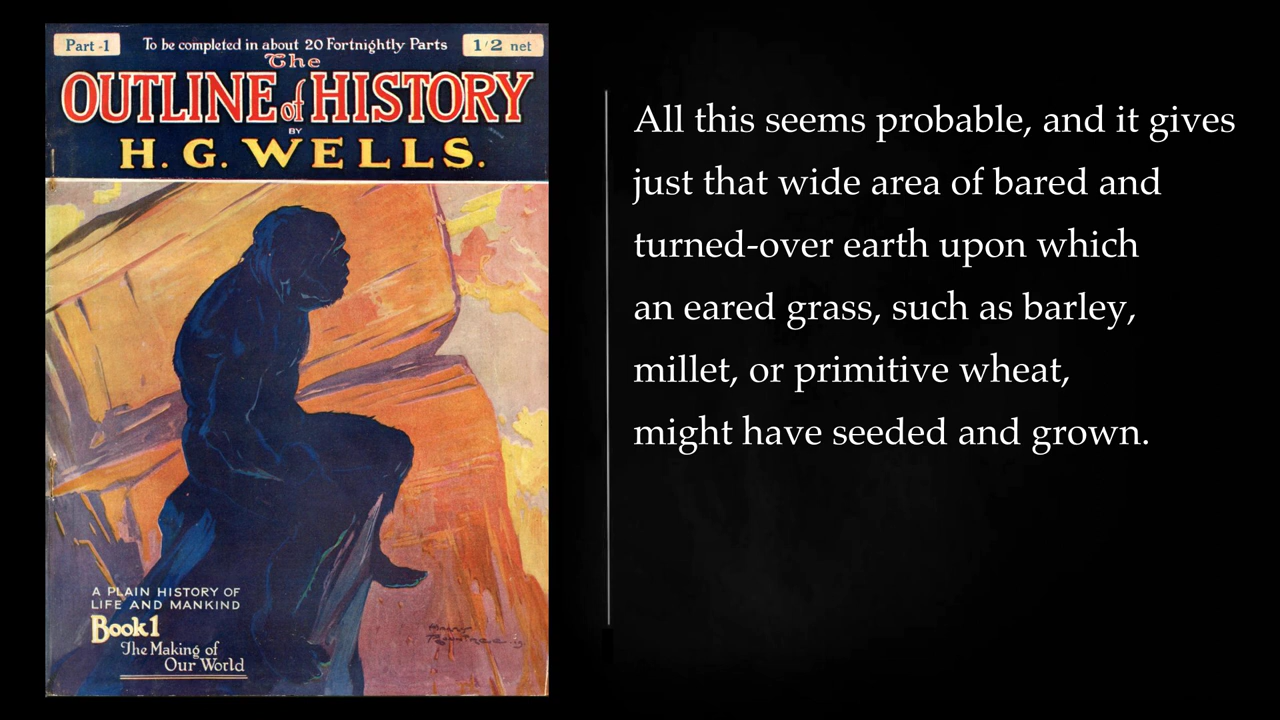 Part -1
To be completed in about 20 Fortnightly Parts
1/2 net
The
OUTLINE of HISTORY
BY
H. G. WELLS.
A PLAIN HISTORY OF
LIFE AND MANKIND
Book 1
The Making of
Our World
All this seems probable, and it gives
just that wide area of bared and
turned-over earth upon which
an eared grass, such as barley,
millet, or primitive wheat,
might have seeded and grown.